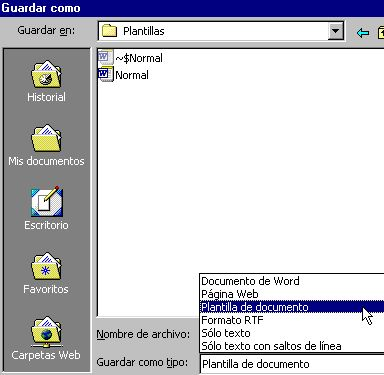 Guardar como
Guardar en:
Plantillas
Historial
Mis documentos
Escritorio
Favoritos
Carpetas Web
~$Normal
Normal
Documento de Word
Página Web
Plantilla de documento
Formato RTF
Sólo texto
Sólo texto con saltos de línea
Nombre de archivo:
Guardar como tipo:
Plantilla de documento